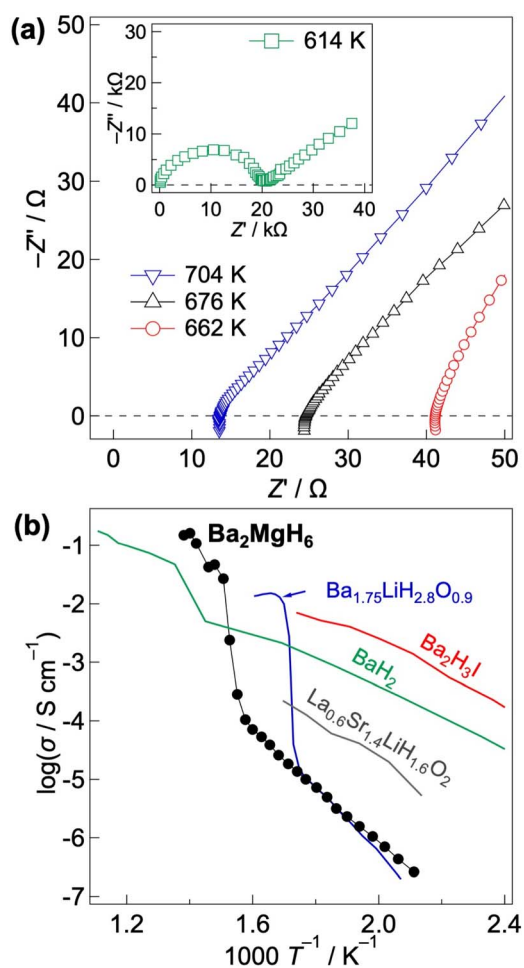 (a)
50
40
30
20
10
0
−Z" / Ω
30
20
10
0
−Z" / kΩ
614 K
0 10 20 30 40
Z' / kΩ
704 K
676 K
662 K
0 10 20 30 40 50
Z' / Ω
(b)
-1
-2
-3
-4
-5
-6
-7
log(σ / S cm⁻¹)
Ba₂MgH₆
Ba₁.₇₅LiH₂.₈O₀.₉
Ba₂H₃I
BaH₂
La₀.₆Sr₁.₄LiH₁.₆O₂
1.2 1.6 2.0 2.4
1000 T⁻¹ / K⁻¹